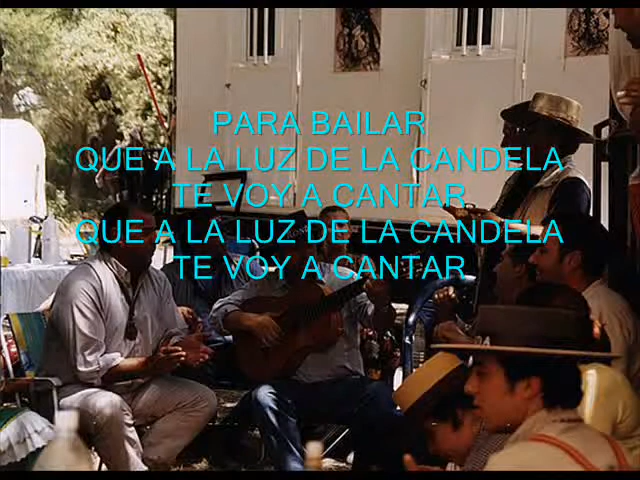 PARA BAILAR
QUE A LA LUZ DE LA CANDELA
TE VOY A CANTAR
QUE A LA LUZ DE LA CANDELA
TE VOY A CANTAR